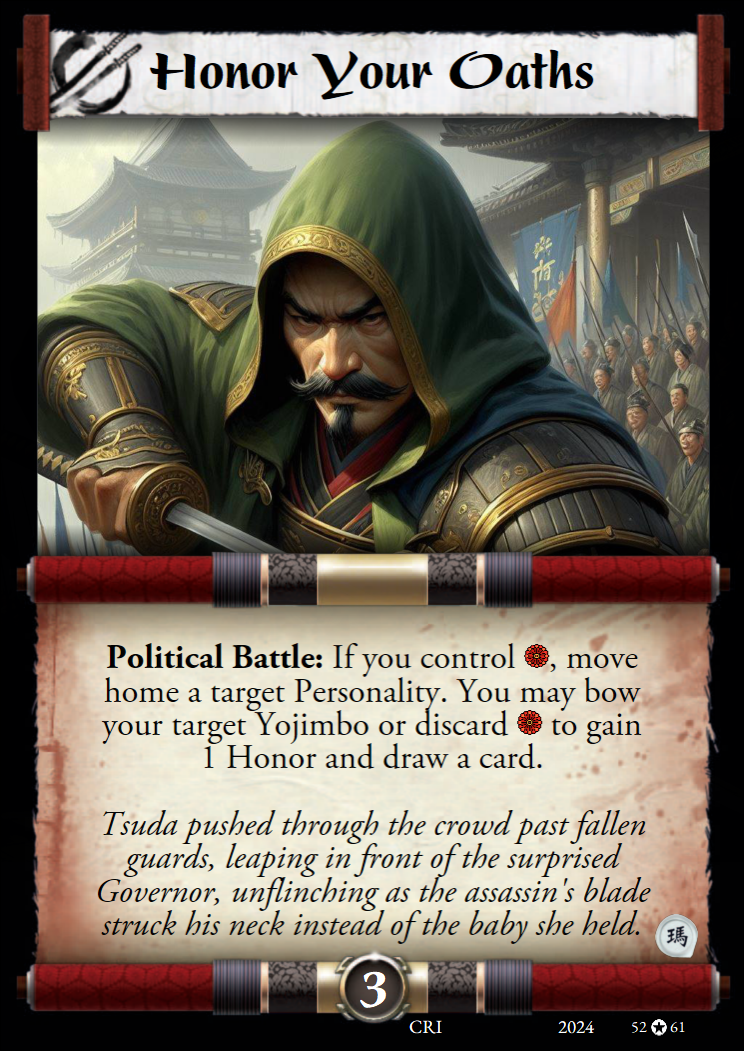 Honor Your Oaths
Political Battle: If you control , move
home a target Personality. You may bow
your target Yojimbo or discard to gain
1 Honor and draw a card.
Tsuda pushed through the crowd past fallen
guards, leaping in front of the surprised
Governor, unflinching as the assassin's blade
struck his neck instead of the baby she held.
瑪
3
CRI 2024 52 ✪ 61